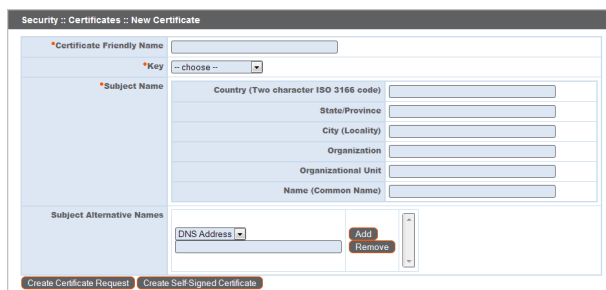 Security :: Certificates :: New Certificate
*Certificate Friendly Name
*Key -- choose --
*Subject Name
Country (Two character ISO 3166 code)
State/Province
City (Locality)
Organization
Organizational Unit
Name (Common Name)
Subject Alternative Names
DNS Address Add
Remove
Create Certificate Request Create Self-Signed Certificate